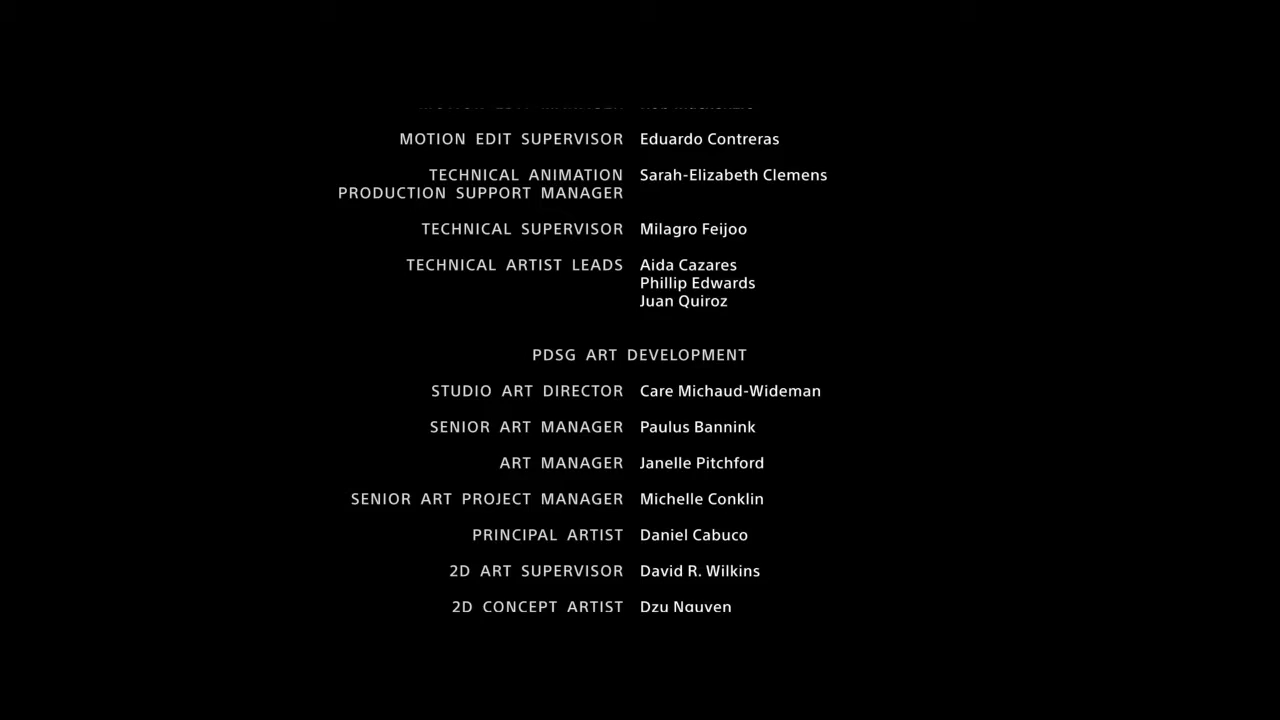 MOTION EDIT SUPERVISOR Eduardo Contreras
TECHNICAL ANIMATION Sarah-Elizabeth Clemens
PRODUCTION SUPPORT MANAGER
TECHNICAL SUPERVISOR Milagro Feijoo
TECHNICAL ARTIST LEADS Aida Cazares
Phillip Edwards
Juan Quiroz
PDSG ART DEVELOPMENT
STUDIO ART DIRECTOR Care Michaud-Wideman
SENIOR ART MANAGER Paulus Bannink
ART MANAGER Janelle Pitchford
SENIOR ART PROJECT MANAGER Michelle Conklin
PRINCIPAL ARTIST Daniel Cabuco
2D ART SUPERVISOR David R. Wilkins
2D CONCEPT ARTIST Dzu Nguyen